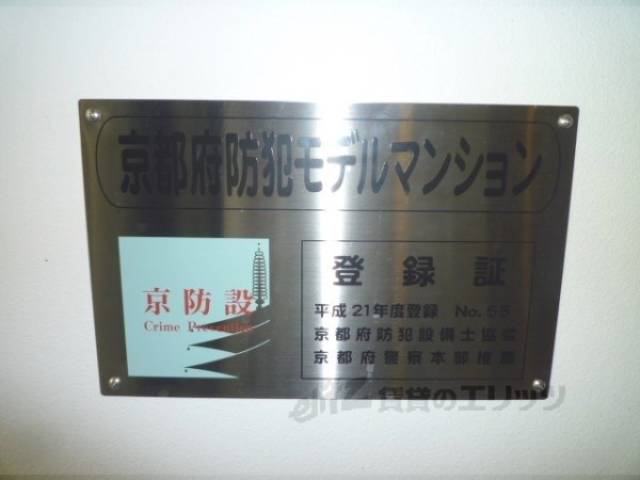 京都府防犯モデルマンション
京防設
Crime Prevention
登録証
平成21年度登録 No.55
京都府防犯設備士協会
京都府警察本部推薦
賃貸のエリッツ